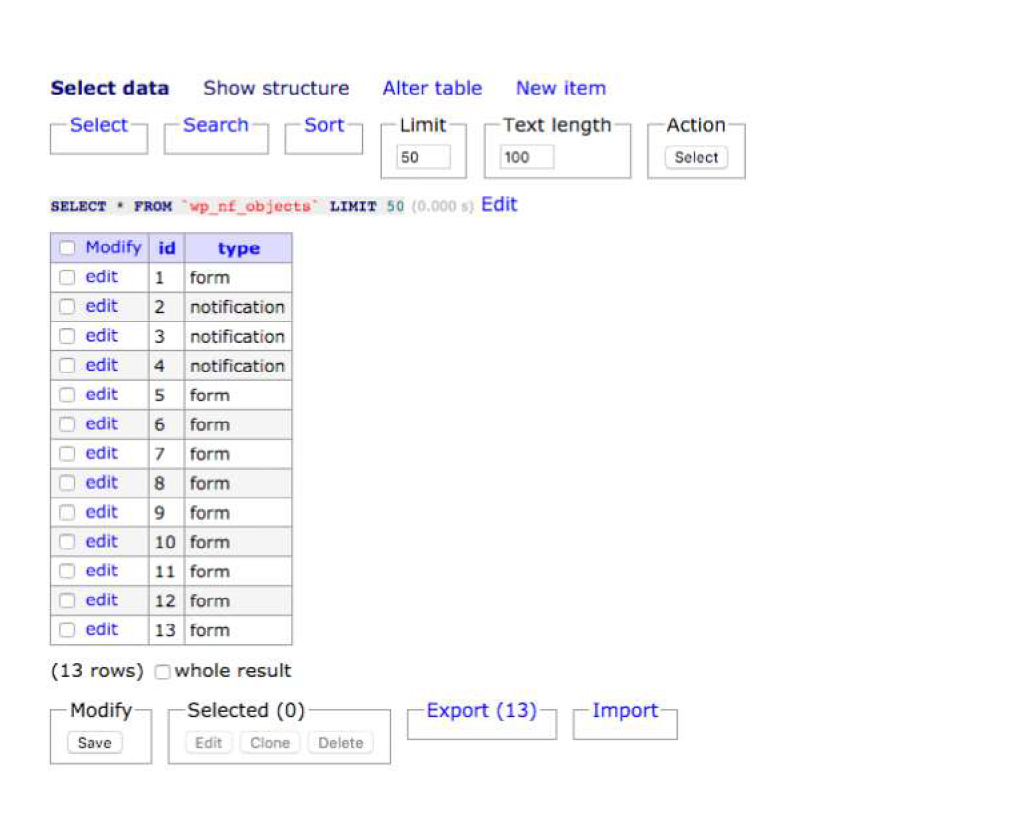 Select data Show structure Alter table New item
Select Search Sort Limit Text length Action
50 100 Select
SELECT * FROM `wp_nf_objects` LIMIT 50 (0.000 s) Edit
Modify id type
edit 1 form
edit 2 notification
edit 3 notification
edit 4 notification
edit 5 form
edit 6 form
edit 7 form
edit 8 form
edit 9 form
edit 10 form
edit 11 form
edit 12 form
edit 13 form
(13 rows) whole result
Modify Selected (0) Export (13) Import
Save Edit Clone Delete